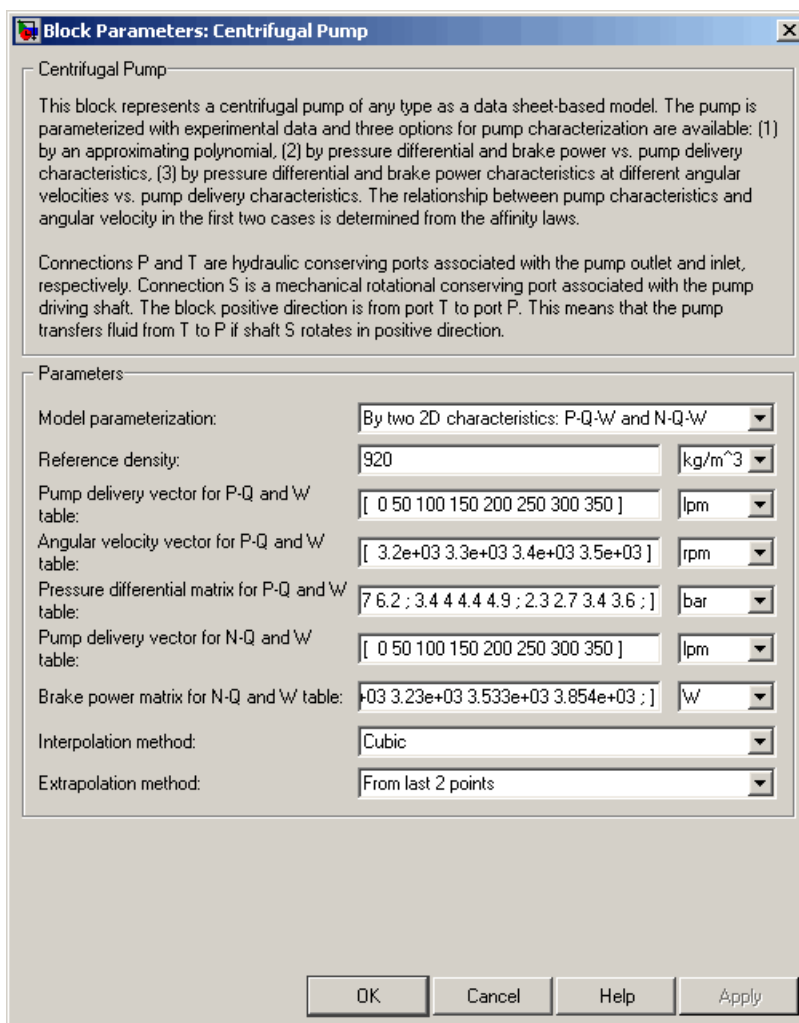 Block Parameters: Centrifugal Pump
Centrifugal Pump
This block represents a centrifugal pump of any type as a data sheet-based model. The pump is
parameterized with experimental data and three options for pump characterization are available: (1)
by an approximating polynomial, (2) by pressure differential and brake power vs. pump delivery
characteristics, (3) by pressure differential and brake power characteristics at different angular
velocities vs. pump delivery characteristics. The relationship between pump characteristics and
angular velocity in the first two cases is determined from the affinity laws.
Connections P and T are hydraulic conserving ports associated with the pump outlet and inlet,
respectively. Connection S is a mechanical rotational conserving port associated with the pump
driving shaft. The block positive direction is from port T to port P. This means that the pump
transfers fluid from T to P if shaft S rotates in positive direction.
Parameters
Model parameterization: By two 2D characteristics: P-Q-W and N-Q-W
Reference density: 920 kg/m^3
Pump delivery vector for P-Q and W
table: [ 0 50 100 150 200 250 300 350 ] lpm
Angular velocity vector for P-Q and W
table: [ 3.2e+03 3.3e+03 3.4e+03 3.5e+03 ] rpm
Pressure differential matrix for P-Q and W
table: 7 6.2 ; 3.4 4 4.4 4.9 ; 2.3 2.7 3.4 3.6 ; ] bar
Pump delivery vector for N-Q and W
table: [ 0 50 100 150 200 250 300 350 ] lpm
Brake power matrix for N-Q and W table: +03 3.23e+03 3.533e+03 3.854e+03 ; ] W
Interpolation method: Cubic
Extrapolation method: From last 2 points
OK Cancel Help Apply